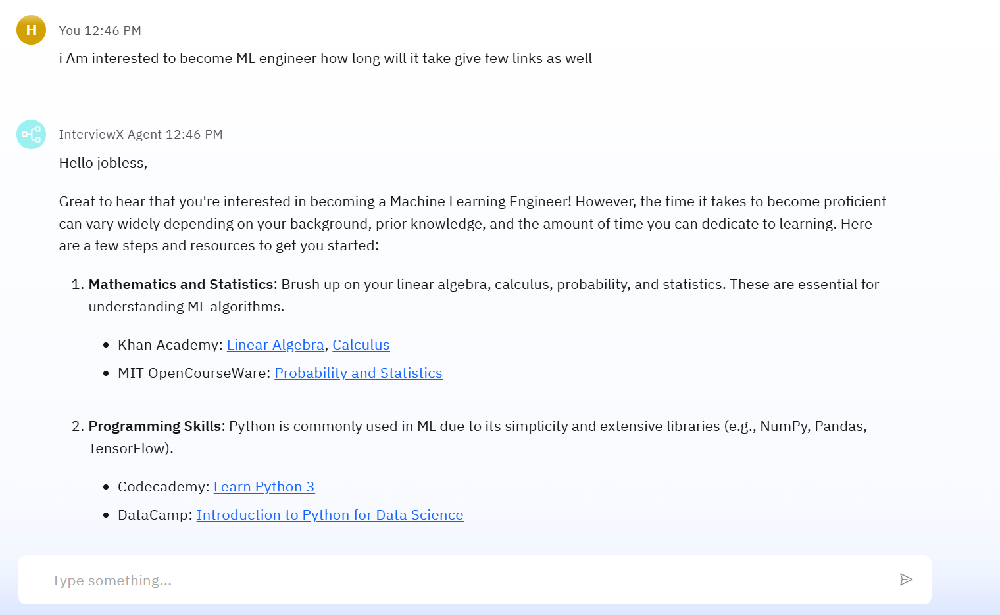 H
You 12:46 PM
i Am interested to become ML engineer how long will it take give few links as well
InterviewX Agent 12:46 PM
Hello jobless,
Great to hear that you're interested in becoming a Machine Learning Engineer! However, the time it takes to become proficient
can vary widely depending on your background, prior knowledge, and the amount of time you can dedicate to learning. Here
are a few steps and resources to get you started:
1. Mathematics and Statistics: Brush up on your linear algebra, calculus, probability, and statistics. These are essential for
understanding ML algorithms.
• Khan Academy: Linear Algebra, Calculus
• MIT OpenCourseWare: Probability and Statistics
2. Programming Skills: Python is commonly used in ML due to its simplicity and extensive libraries (e.g., NumPy, Pandas,
TensorFlow).
• Codecademy: Learn Python 3
• DataCamp: Introduction to Python for Data Science
Type something...